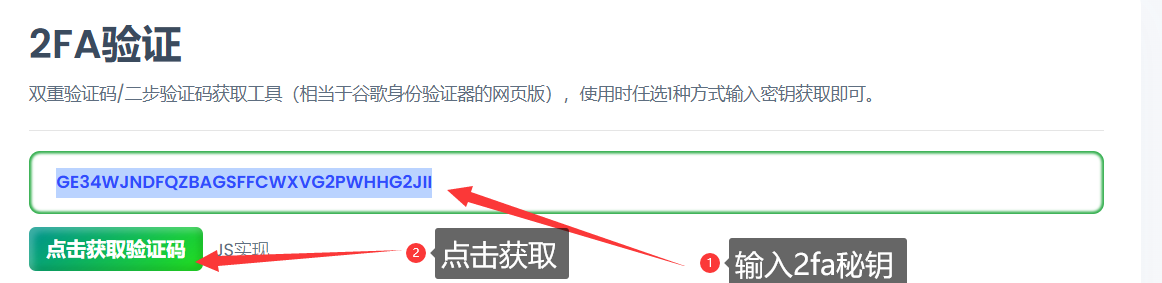 2FA验证
双重验证码/二步验证码获取工具（相当于谷歌身份验证器的网页版），使用时任选1种方式输入密钥获取即可。
GE34WJNDFQZBAGSFFCWXVG2PWHHG2JII
点击获取验证码 JS实现
2 点击获取
1 输入2fa秘钥